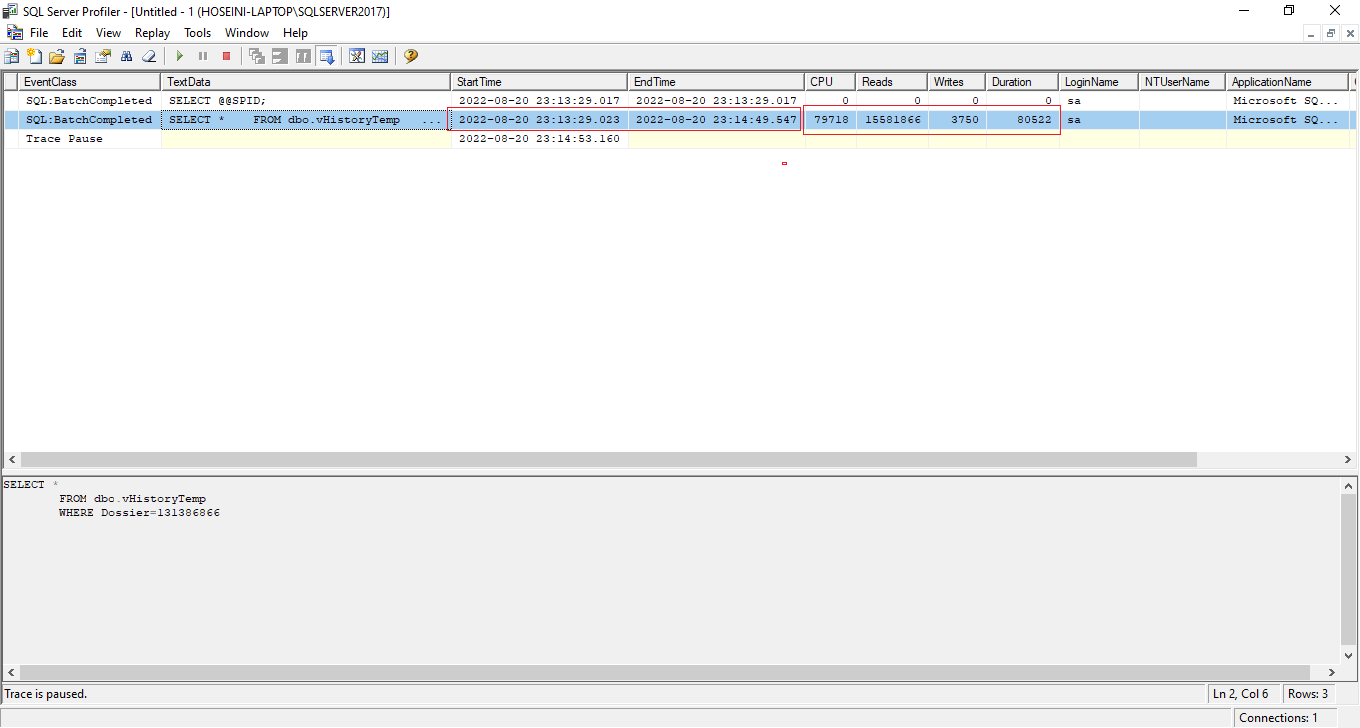 SQL Server Profiler - [Untitled - 1 (HOSEINI-LAPTOP\SQLSERVER2017)]
File Edit View Replay Tools Window Help
EventClass TextData StartTime EndTime CPU Reads Writes Duration LoginName NTUserName ApplicationName
SQL:BatchCompleted SELECT @@SPID; 2022-08-20 23:13:29.017 2022-08-20 23:13:29.017 0 0 0 0 sa Microsoft SQ...
SQL:BatchCompleted SELECT * FROM dbo.vHistoryTemp ... 2022-08-20 23:13:29.023 2022-08-20 23:14:49.547 79718 15581866 3750 80522 sa Microsoft SQ...
Trace Pause 2022-08-20 23:14:53.160
SELECT *
FROM dbo.vHistoryTemp
WHERE Dossier=131386866
Trace is paused. Ln 2, Col 6 Rows: 3
Connections: 1